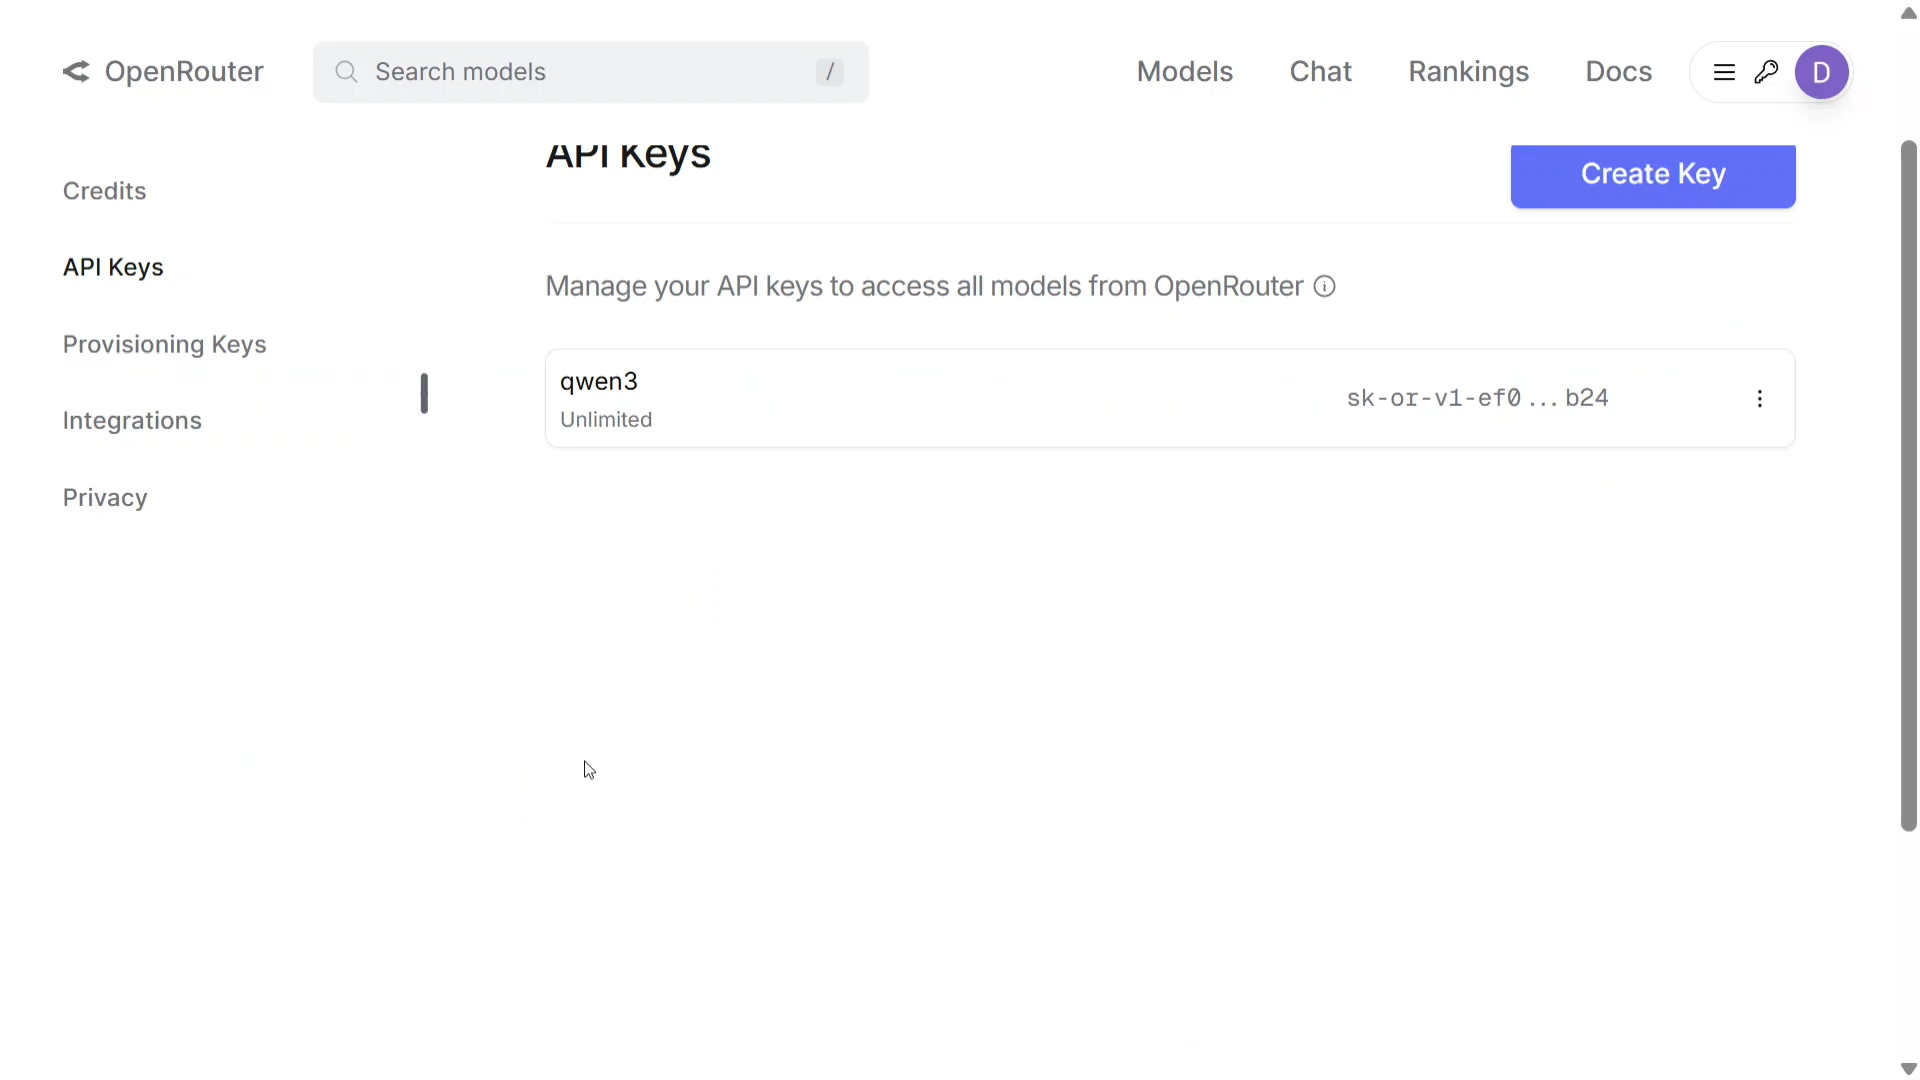 OpenRouter
Search models
/
Models
Chat
Rankings
Docs
D
Credits
API Keys
Provisioning Keys
Integrations
Privacy
API Keys
Create Key
Manage your API keys to access all models from OpenRouter
qwen3
Unlimited
sk-or-v1-ef0...b24